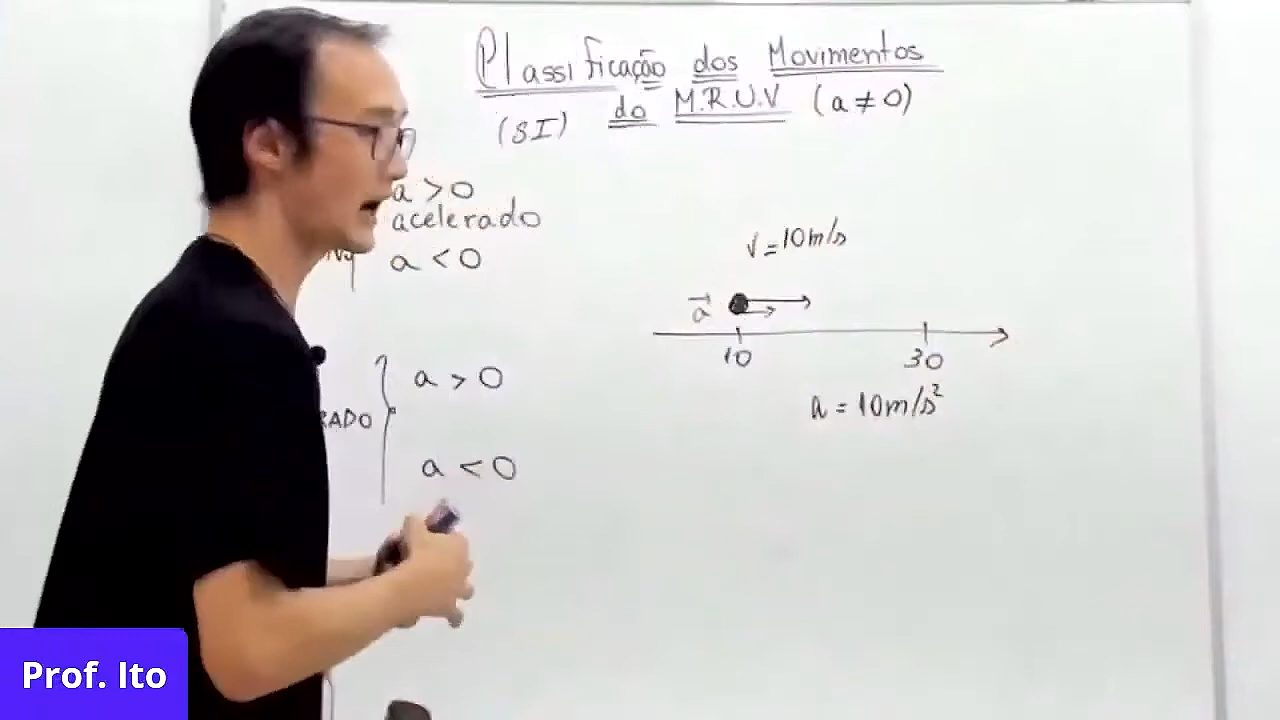 Classificação dos Movimentos
(SI) do M.R.U.V (a ≠ 0)
a > 0
acelerado
a < 0
a > 0
RADO
a < 0
v = 10m/s
a
10 30
a = 10m/s²
Prof. Ito